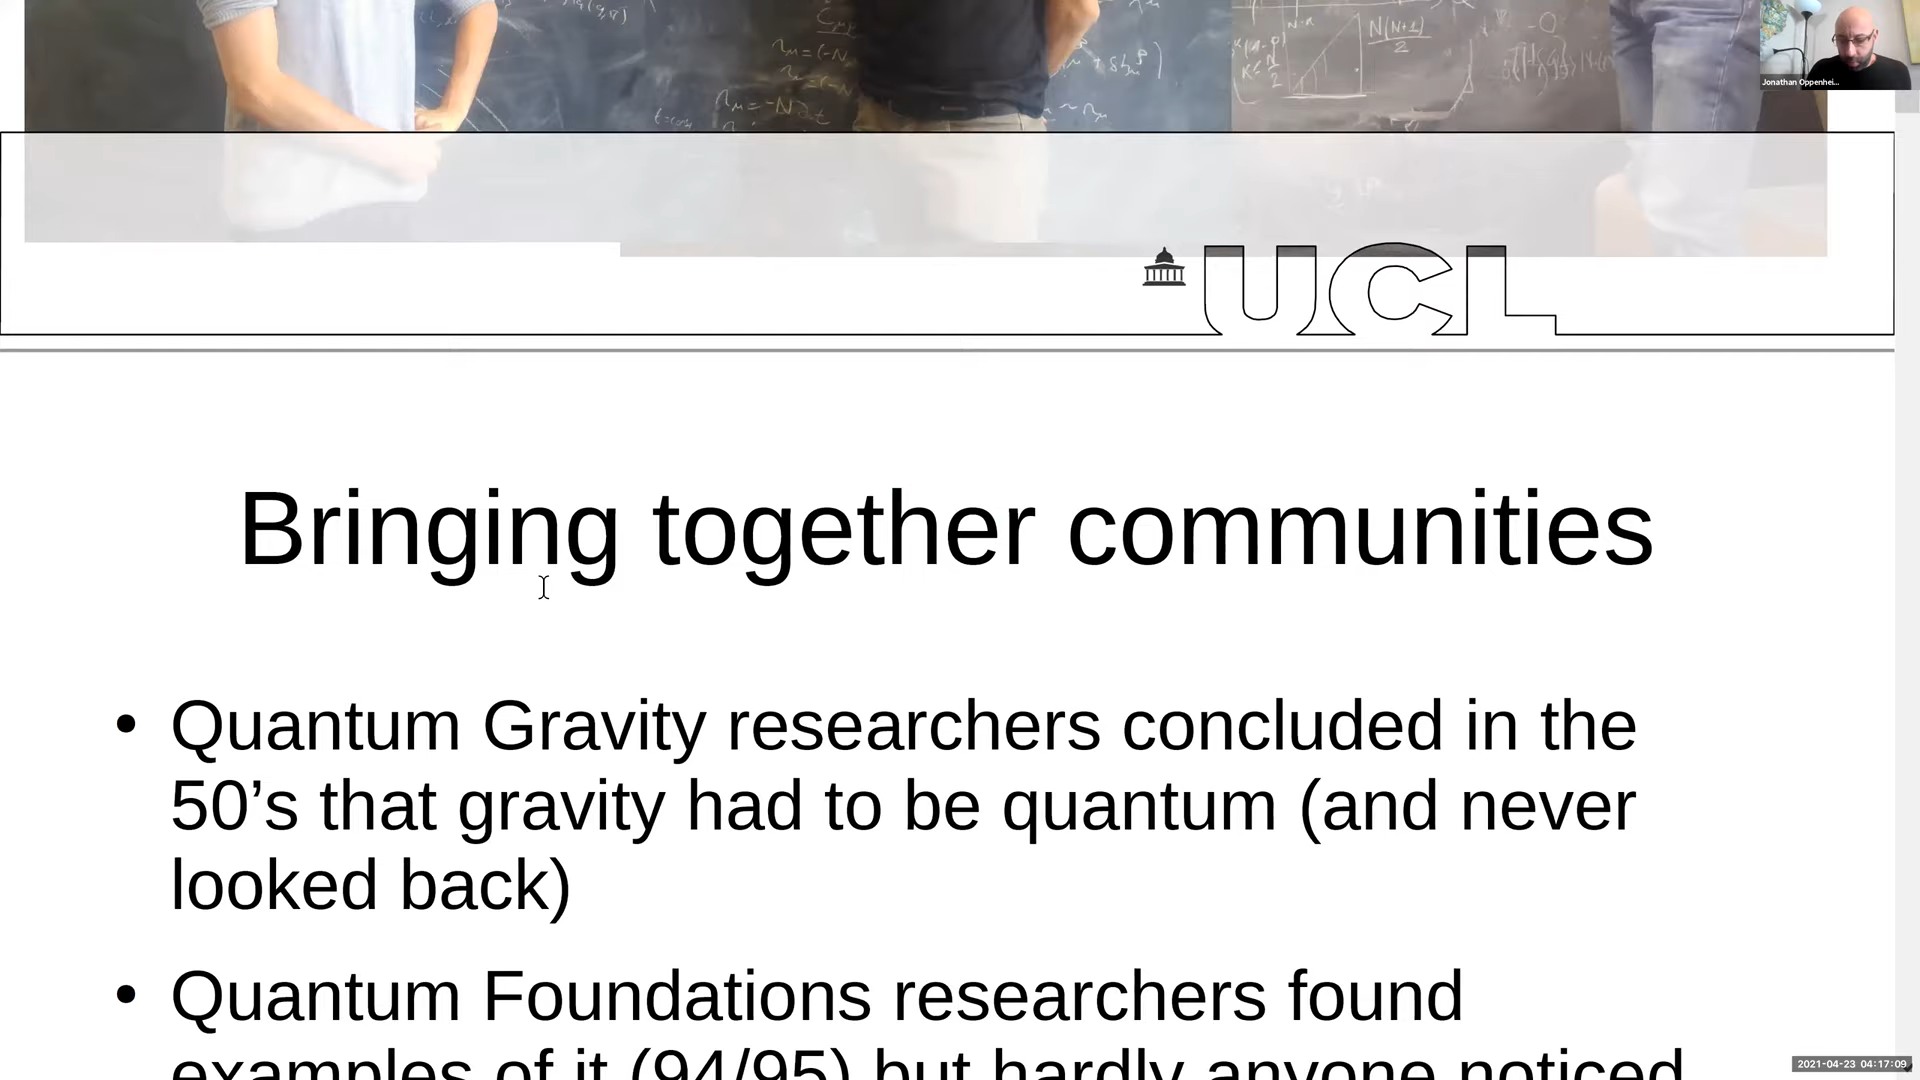 N(N+1)
2
Jonathan Oppenhei...
UCL
Bringing together communities
• Quantum Gravity researchers concluded in the
50’s that gravity had to be quantum (and never
looked back)
• Quantum Foundations researchers found
examples of it (94/95) but hardly anyone noticed
2021-04-23 04:17:09